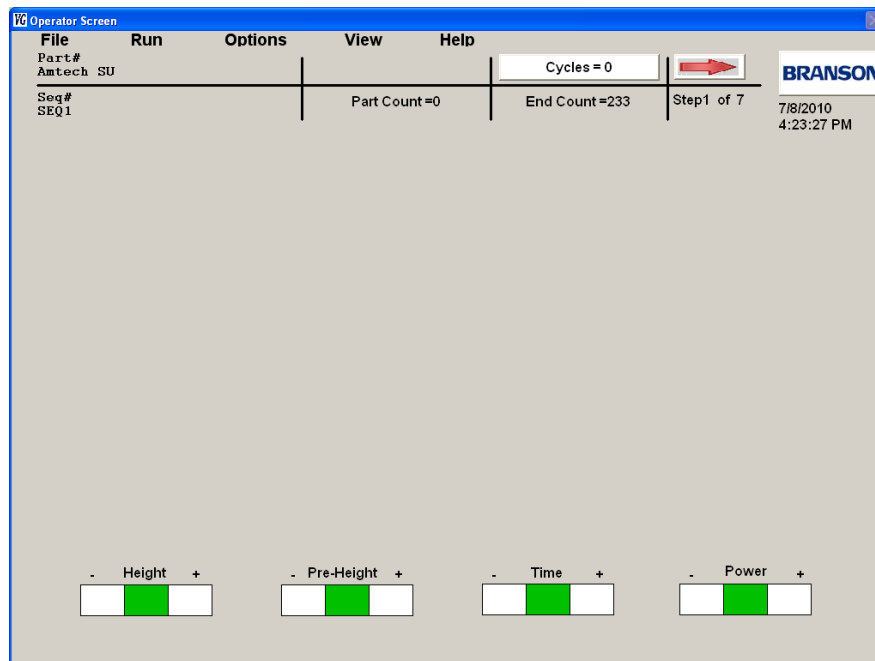 VG Operator Screen
File Run Options View Help
Part#
Amtech SU
Cycles = 0
Seq#
SEQ1
Part Count =0
End Count =233
Step1 of 7
BRANSON
7/8/2010
4:23:27 PM
- Height +
- Pre-Height +
- Time +
- Power +